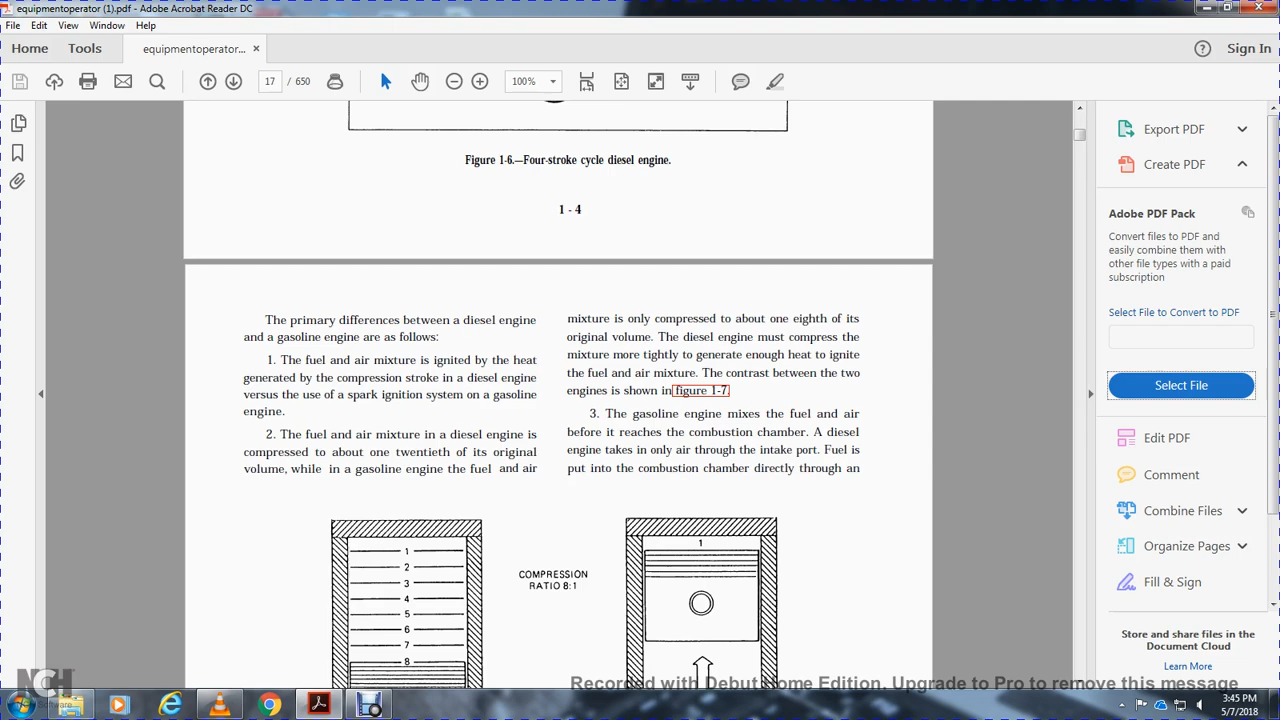 equipmentoperator (1).pdf - Adobe Acrobat Reader DC
File Edit View Window Help
Home Tools equipmentoperator... × Sign In
17 / 650 100%
Figure 1-6.—Four-stroke cycle diesel engine.
1 - 4
The primary differences between a diesel engine
and a gasoline engine are as follows:
1. The fuel and air mixture is ignited by the heat
generated by the compression stroke in a diesel engine
versus the use of a spark ignition system on a gasoline
engine.
2. The fuel and air mixture in a diesel engine is
compressed to about one twentieth of its original
volume, while in a gasoline engine the fuel and air
mixture is only compressed to about one eighth of its
original volume. The diesel engine must compress the
mixture more tightly to generate enough heat to ignite
the fuel and air mixture. The contrast between the two
engines is shown in figure 1-7.
3. The gasoline engine mixes the fuel and air
before it reaches the combustion chamber. A diesel
engine takes in only air through the intake port. Fuel is
put into the combustion chamber directly through an
1
2
3
4
5
6
7
8
COMPRESSION
RATIO 8:1
1
Export PDF
Create PDF
Adobe PDF Pack
Convert files to PDF and
easily combine them with
other file types with a paid
subscription
Select File to Convert to PDF
Select File
Edit PDF
Comment
Combine Files
Organize Pages
Fill & Sign
Store and share files in the
Document Cloud
Learn More
NCH Software
Recorded with Debut Home Edition. Upgrade to Pro to remove this message
3:45 PM
5/7/2018